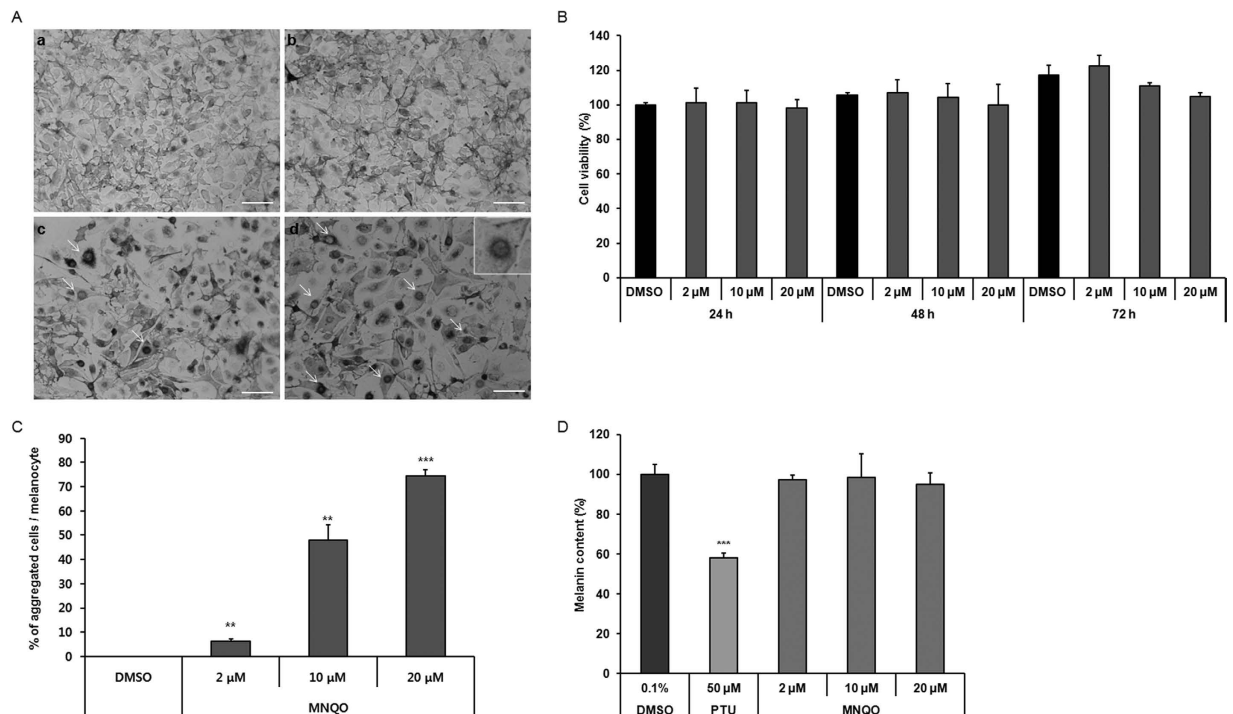 A
a
b
c
d
B
Cell viability (%)
140
120
100
80
60
40
20
0
DMSO 2 µM 10 µM 20 µM DMSO 2 µM 10 µM 20 µM DMSO 2 µM 10 µM 20 µM
24 h 48 h 72 h
C
% of aggregated cells / melanocyte
90
80
70
60
50
40
30
20
10
0
**
**
***
DMSO 2 µM 10 µM 20 µM
MNQO
D
Melanin content (%)
120
100
80
60
40
20
0
***
0.1% 50 µM 2 µM 10 µM 20 µM
DMSO PTU MNQO